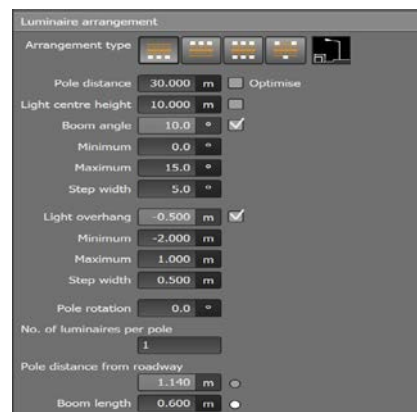 Luminaire arrangement
Arrangement type
Pole distance 30.000 m Optimise
Light centre height 10.000 m
Boom angle 10.0 °
Minimum 0.0 °
Maximum 15.0 °
Step width 5.0 °
Light overhang -0.500 m
Minimum -2.000 m
Maximum 1.000 m
Step width 0.500 m
Pole rotation 0.0 °
No. of luminaires per pole
1
Pole distance from roadway
1.140 m
Boom length 0.600 m